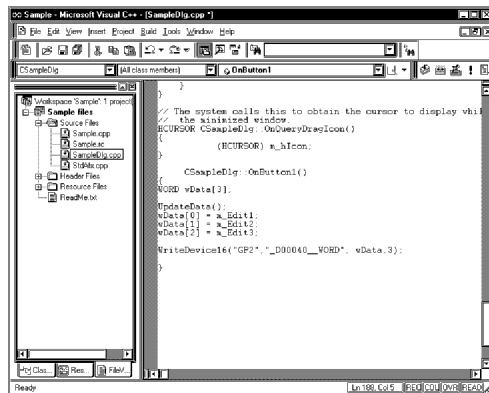 Sample - Microsoft Visual C++ - [SampleDlg.cpp *]
File Edit View Insert Project Build Tools Window Help
CSampleDlg (All class members) OnButton1
Workspace 'Sample': 1 project(
Sample files
Source Files
Sample.cpp
Sample.rc
SampleDlg.cpp
StdAfx.cpp
Header Files
Resource Files
ReadMe.txt
}
}
// The system calls this to obtain the cursor to display whil
// the minimized window.
HCURSOR CSampleDlg::OnQueryDragIcon()
{
(HCURSOR) m_hIcon;
}
CSampleDlg::OnButton1()
{
WORD wData[3];
UpdateData();
wData[0] = m_Edit1;
wData[1] = m_Edit2;
wData[2] = m_Edit3;
WriteDevice16("GP2","_D00040__WORD", wData,3);
}
Clas... Res... FileV...
Ready Ln 188, Col 5 REC COL OVR READ